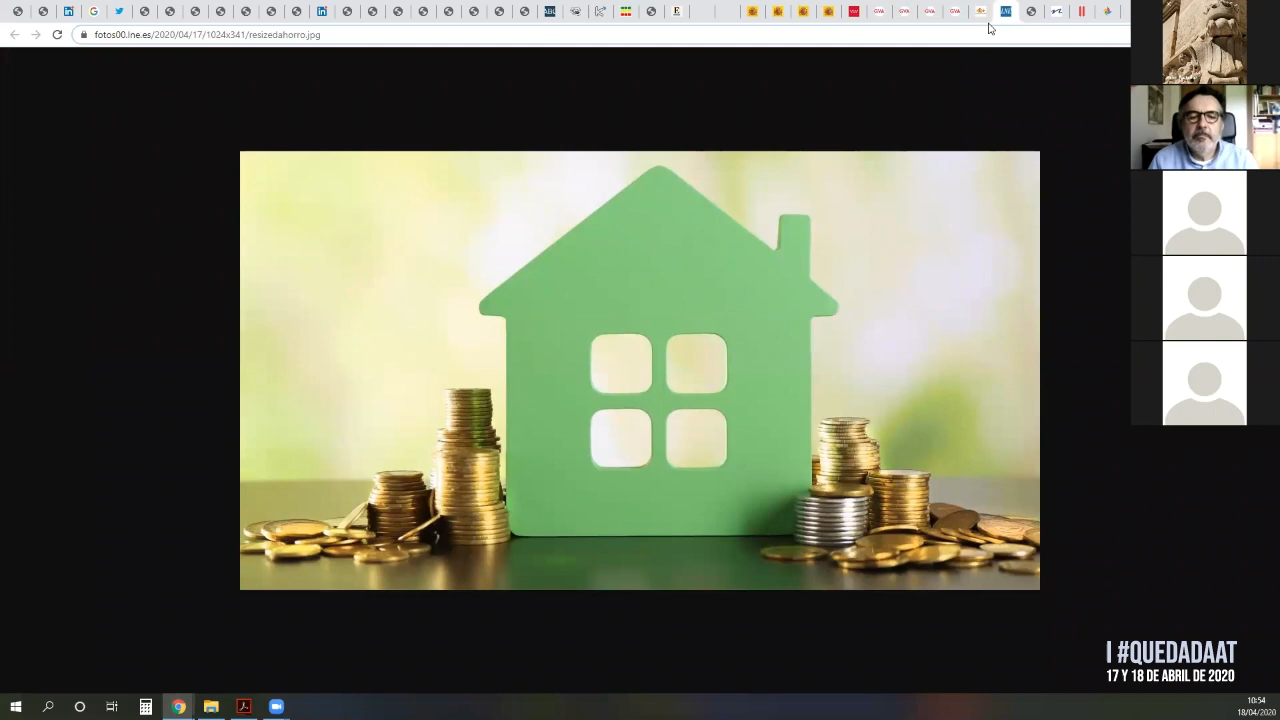 fotos00.lne.es/2020/04/17/1024x341/resizedahorro.jpg
I #QUEDADAAT
17 Y 18 DE ABRIL DE 2020
10:54
18/04/2020